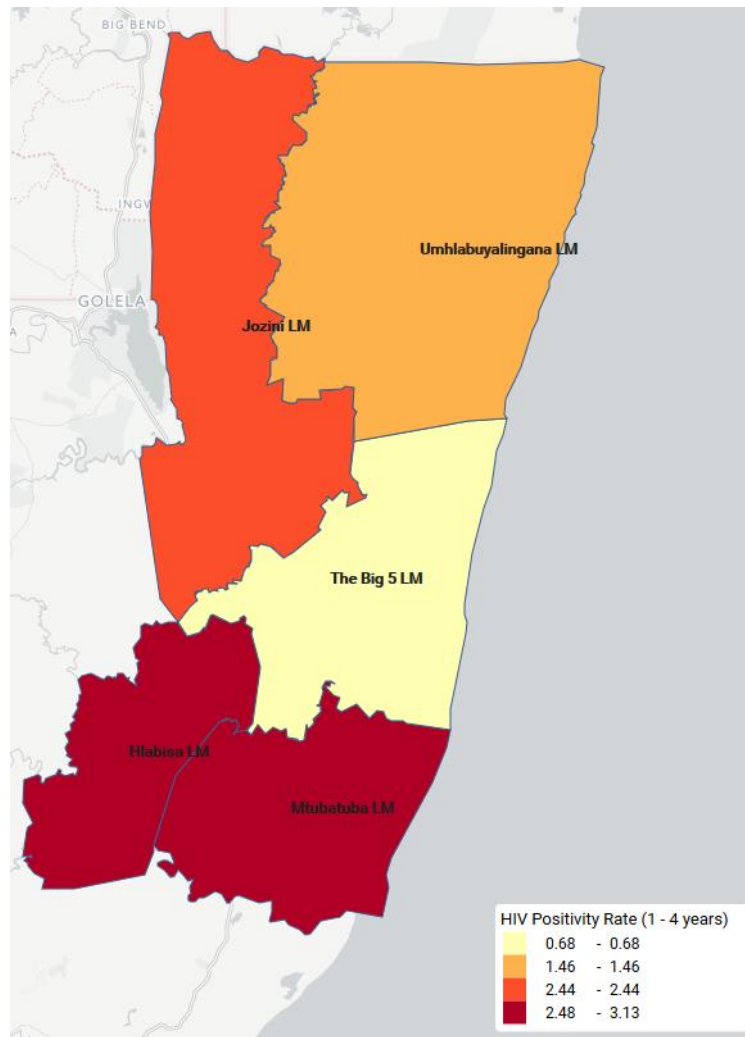 BIG BEND
INGW
Umhlabuyalingana LM
GOLELA
Jozini LM
A
The Big 5 LM
Hlabisa LM
Mtubatuba LM
HIV Positivity Rate (1 - 4 years)
0.68 - 0.68
1.46 - 1.46
2.44 - 2.44
2.48 - 3.13